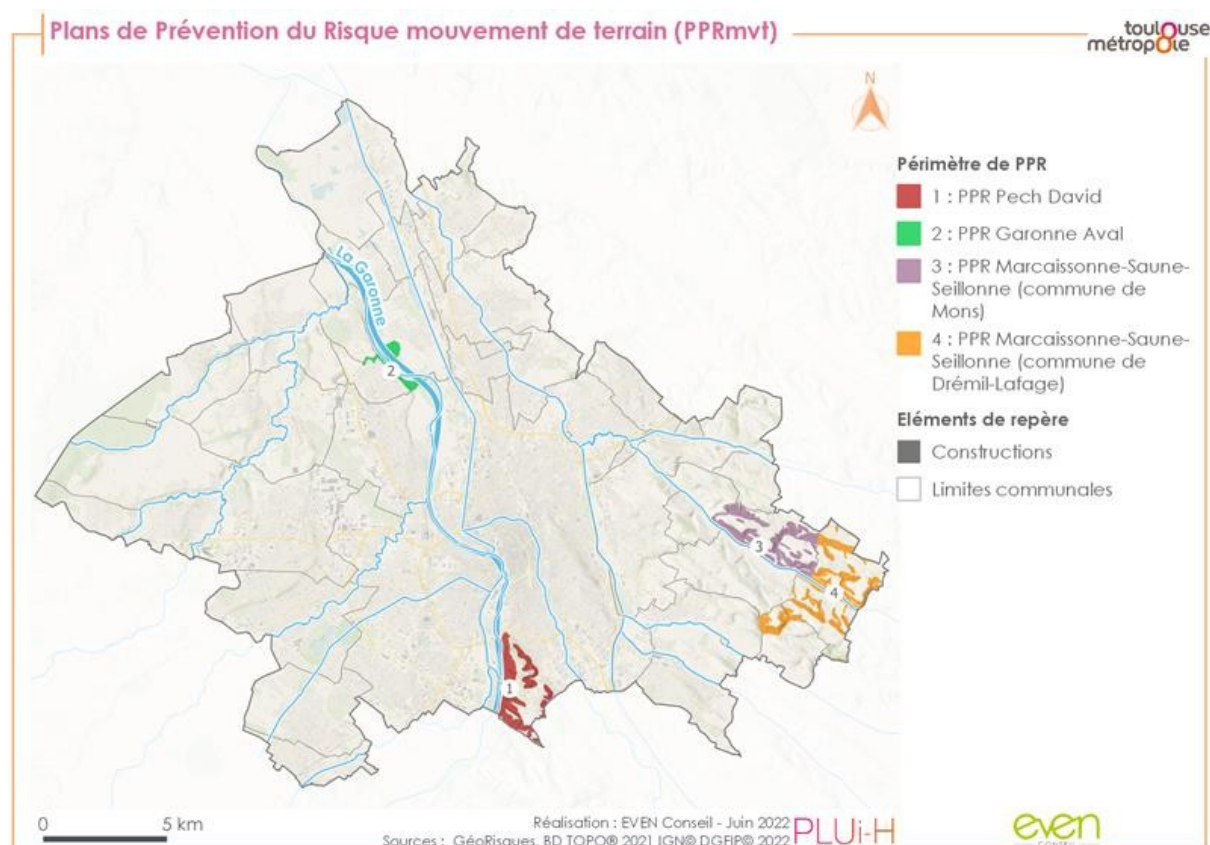 Plans de Prévention du Risque mouvement de terrain (PPRmvt)
toulouse
métropole
N
La Garonne
2
3
4
1
Périmètre de PPR
1 : PPR Pech David
2 : PPR Garonne Aval
3 : PPR Marcaissonne-Saune-
Seillonne (commune de
Mons)
4 : PPR Marcaissonne-Saune-
Seillonne (commune de
Drémil-Lafage)
Eléments de repère
Constructions
Limites communales
0 5 km
Réalisation : EVEN Conseil - Juin 2022
Sources : GéoRisques, BD TOPO® 2021 IGN© DGFIP© 2022
PLUi-H
even
CONSEIL